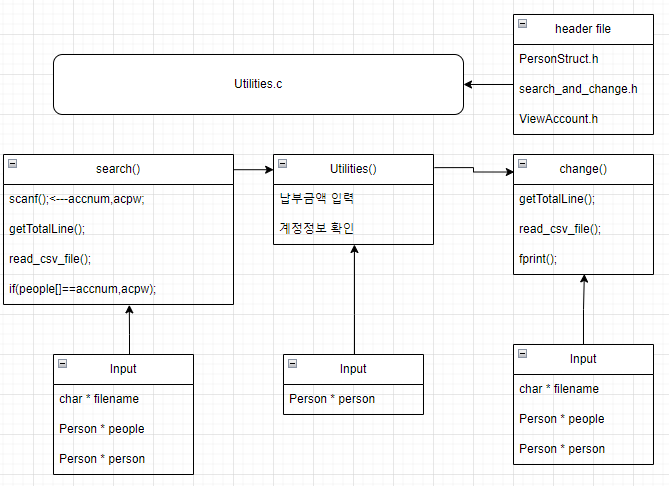 header file
PersonStruct.h
search_and_change.h
ViewAccount.h
Utilities.c
search()
scanf();<---accnum,acpw;
getTotalLine();
read_csv_file();
if(people[]==accnum,acpw);
Utilities()
납부금액 입력
계정정보 확인
change()
getTotalLine();
read_csv_file();
fprint();
Input
char * filename
Person * people
Person * person
Input
Person * person
Input
char * filename
Person * people
Person * person